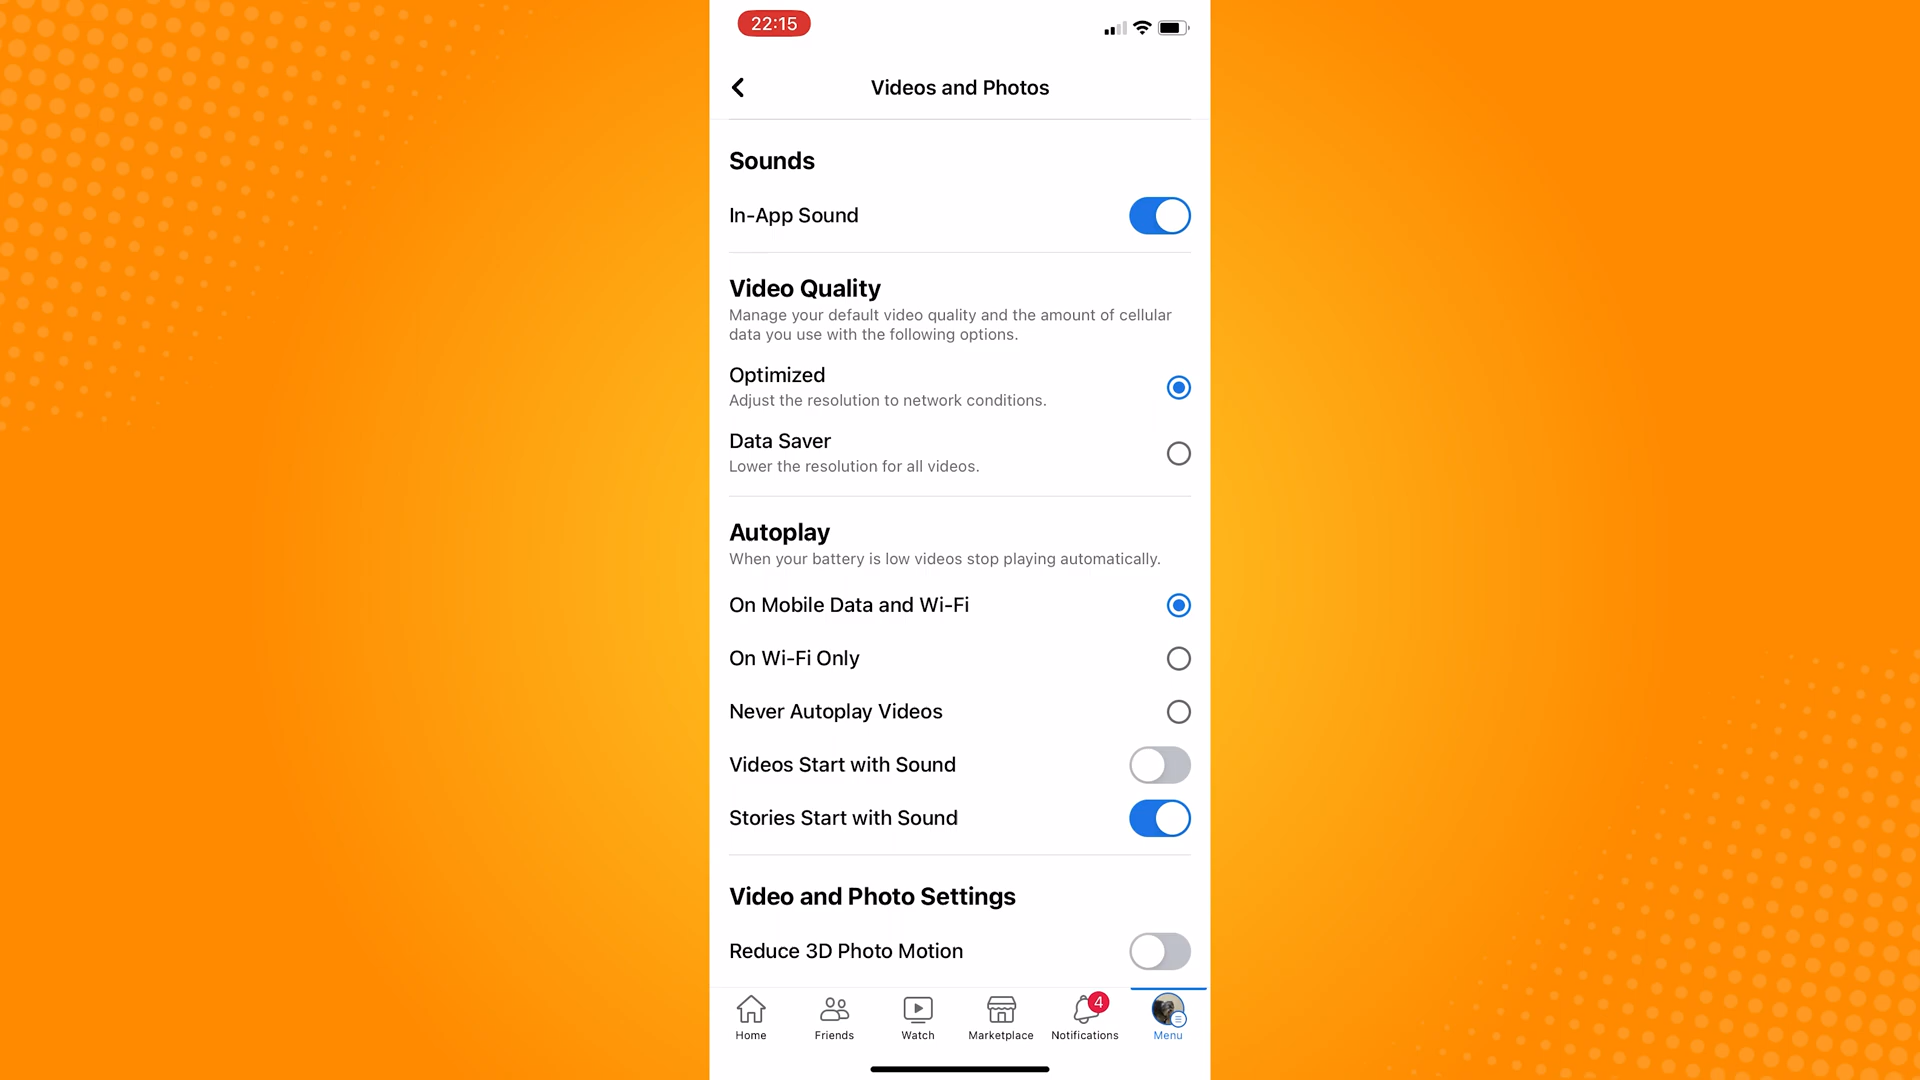 22:15
Videos and Photos
Sounds
In-App Sound
Video Quality
Manage your default video quality and the amount of cellular
data you use with the following options.
Optimized
Adjust the resolution to network conditions.
Data Saver
Lower the resolution for all videos.
Autoplay
When your battery is low videos stop playing automatically.
On Mobile Data and Wi-Fi
On Wi-Fi Only
Never Autoplay Videos
Videos Start with Sound
Stories Start with Sound
Video and Photo Settings
Reduce 3D Photo Motion
4
Home Friends Watch Marketplace Notifications Menu